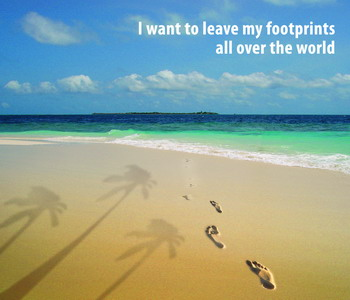 I want to leave my footprints
all over the world